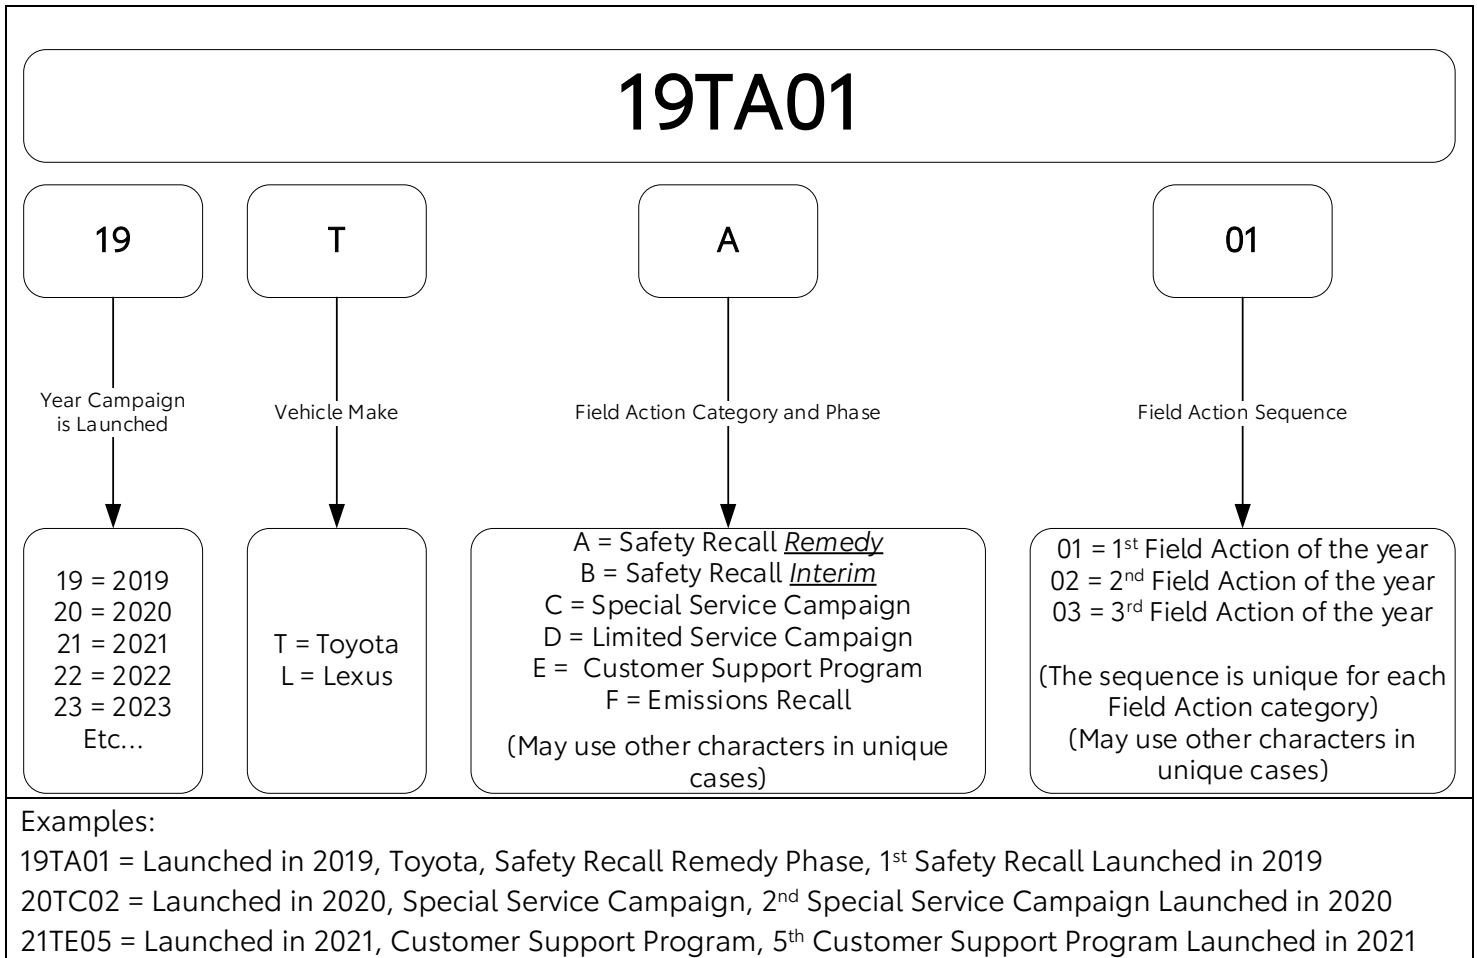 19TA01
19
T
A
01
Year Campaign
is Launched
Vehicle Make
Field Action Category and Phase
Field Action Sequence
19 = 2019
20 = 2020
21 = 2021
22 = 2022
23 = 2023
Etc...
T = Toyota
L = Lexus
A = Safety Recall Remedy
B = Safety Recall Interim
C = Special Service Campaign
D = Limited Service Campaign
E =  Customer Support Program
F = Emissions Recall
(May use other characters in unique
cases)
01 = 1st Field Action of the year
02 = 2nd Field Action of the year
03 = 3rd Field Action of the year
(The sequence is unique for each
Field Action category)
(May use other characters in
unique cases)
Examples:
19TA01 = Launched in 2019, Toyota, Safety Recall Remedy Phase, 1st Safety Recall Launched in 2019
20TC02 = Launched in 2020, Special Service Campaign, 2nd Special Service Campaign Launched in 2020
21TE05 = Launched in 2021, Customer Support Program, 5th Customer Support Program Launched in 2021